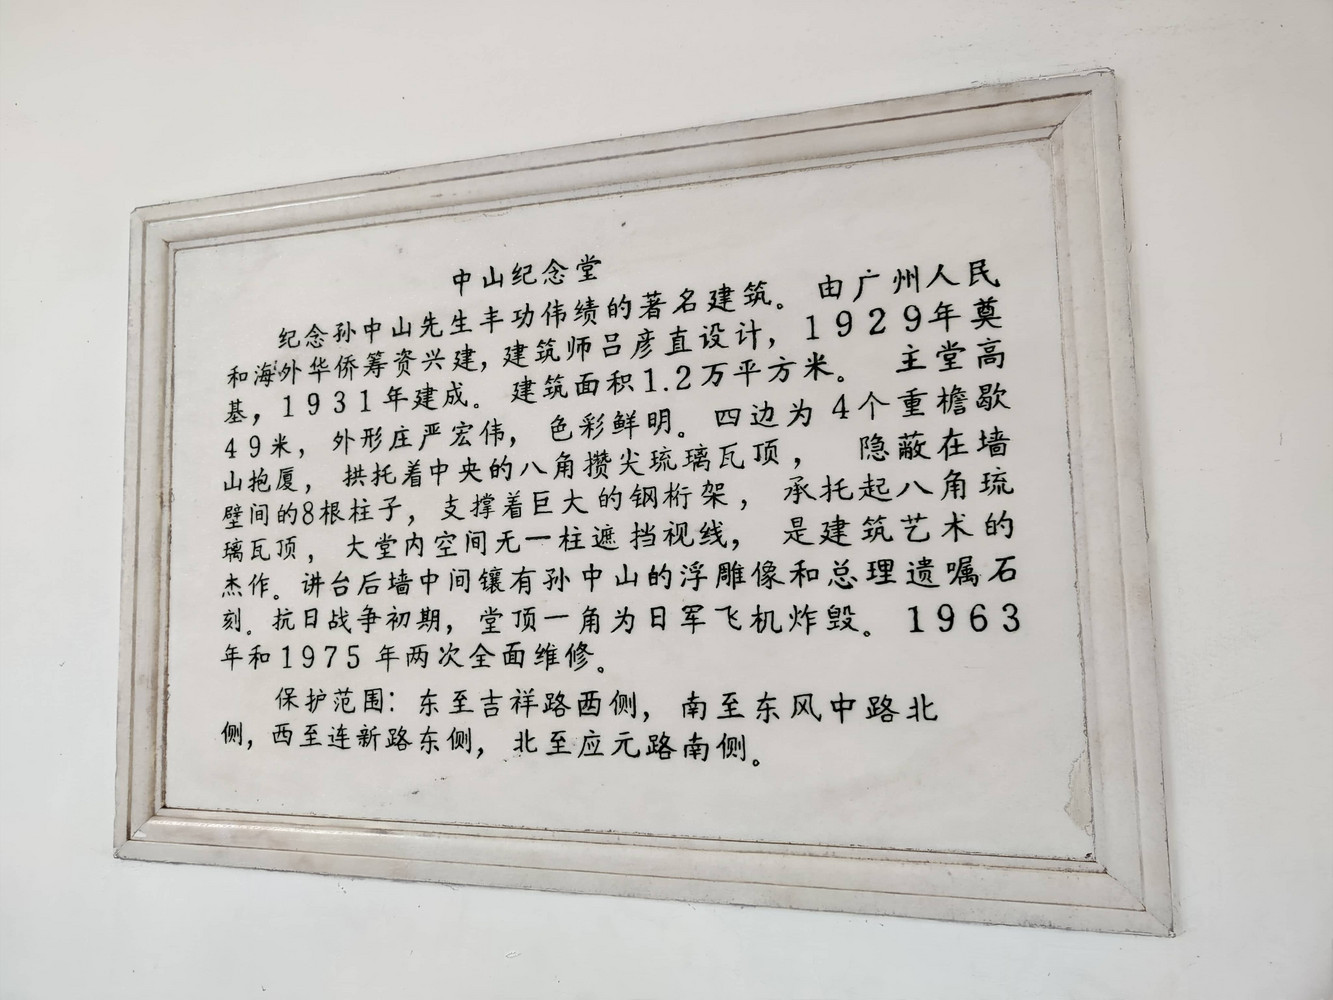 中山纪念堂
纪念孙中山先生丰功伟绩的著名建筑。由广州人民
和海外华侨筹资兴建，建筑师吕彦直设计，1929年奠
基，1931年建成。建筑面积1.2万平方米。主堂高
49米，外形庄严宏伟，色彩鲜明。四边为4个重檐歇
山抱厦，拱托着中央的八角攒尖琉璃瓦顶，隐蔽在墙
壁间的8根柱子，支撑着巨大的钢桁架，承托起八角琉
璃瓦顶，大堂内空间无一柱遮挡视线，是建筑艺术的
杰作。讲台后墙中间镶有孙中山的浮雕像和总理遗嘱石
刻。抗日战争初期，堂顶一角为日军飞机炸毁。1963
年和1975年两次全面维修。
保护范围：东至吉祥路西侧，南至东风中路北
侧，西至连新路东侧，北至应元路南侧。